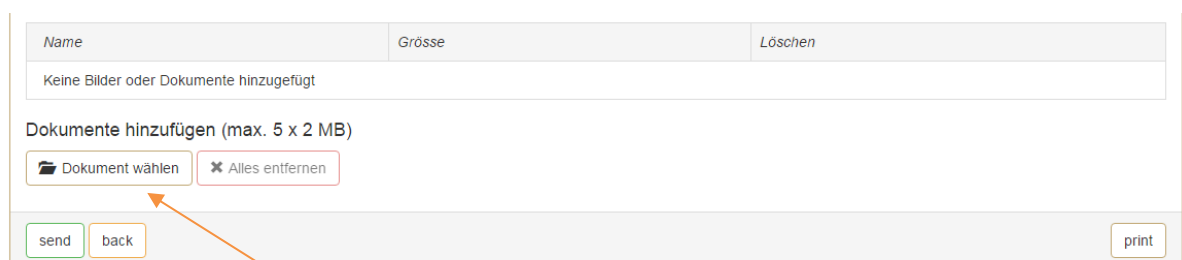 Name Grösse Löschen
Keine Bilder oder Dokumente hinzugefügt
Dokumente hinzufügen (max. 5 x 2 MB)
Dokument wählen Alles entfernen
send back print